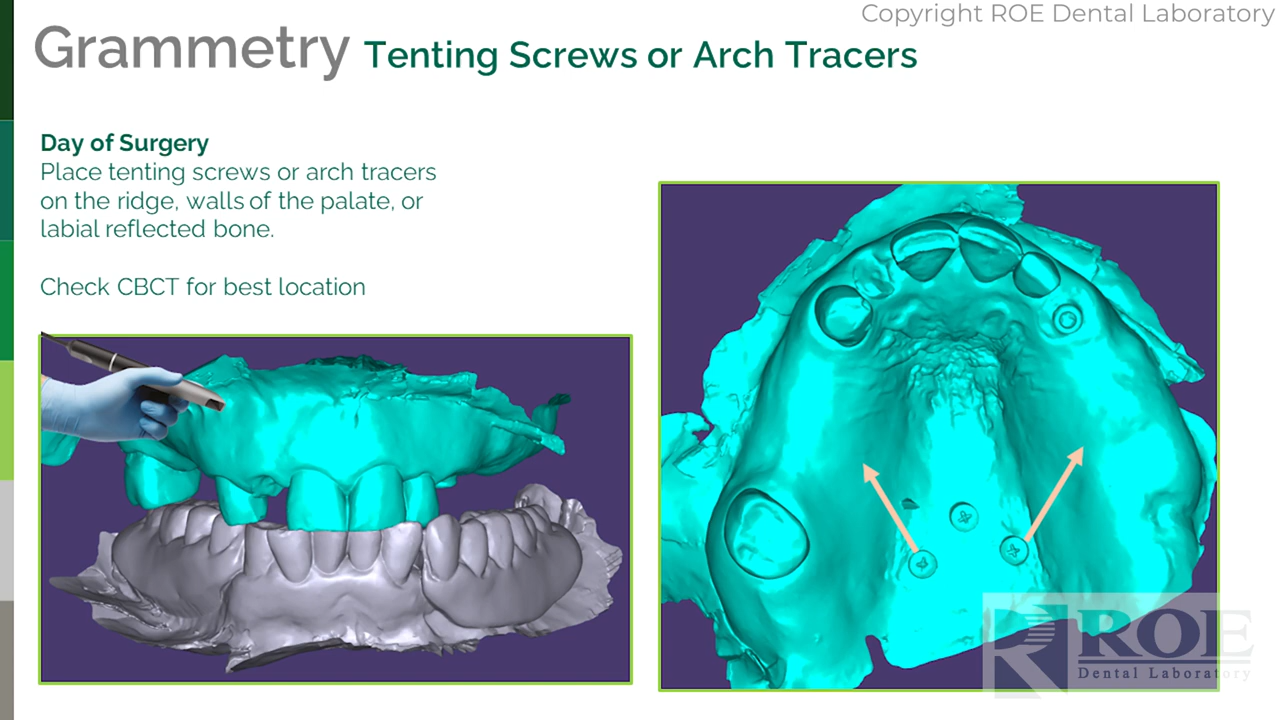 Copyright ROE Dental Laboratory
Grammetry Tenting Screws or Arch Tracers
Day of Surgery
Place tenting screws or arch tracers
on the ridge, walls of the palate, or
labial reflected bone.
Check CBCT for best location
R ROE
Dental Laboratory